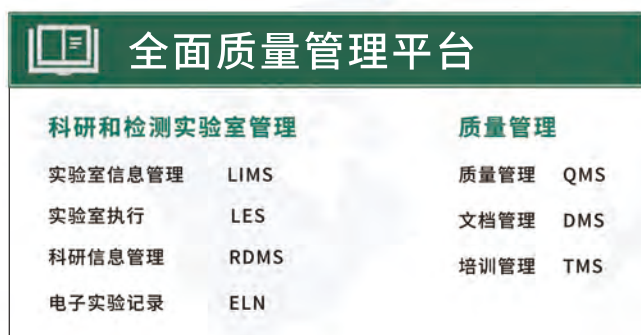 全面质量管理平台
科研和检测实验室管理
实验室信息管理 LIMS
实验室执行 LES
科研信息管理 RDMS
电子实验记录 ELN
质量管理
质量管理 QMS
文档管理 DMS
培训管理 TMS